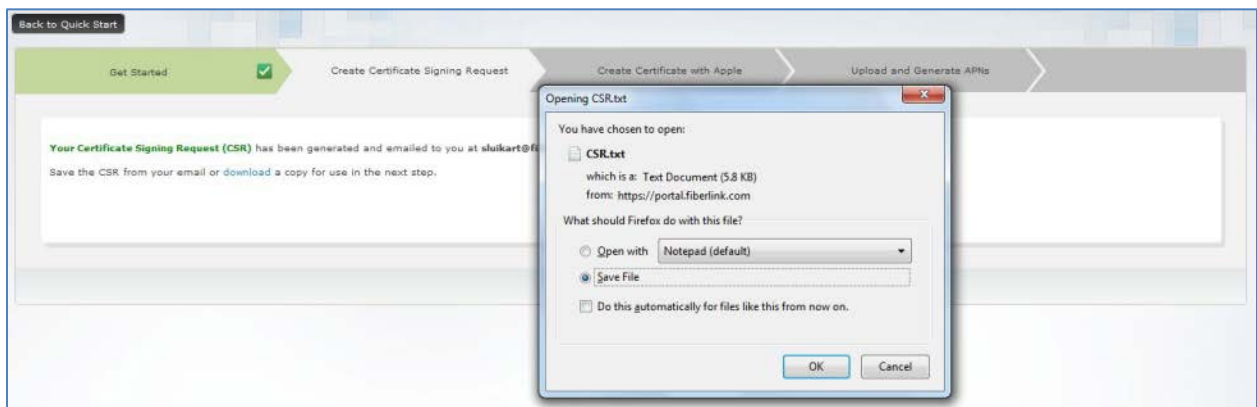 Back to Quick Start
Get Started
Create Certificate Signing Request
Create Certificate with Apple
Upload and Generate APNs
Your Certificate Signing Request (CSR) has been generated and emailed to you at sluikart@fi
Save the CSR from your email or download a copy for use in the next step.
Opening CSR.txt
You have chosen to open:
CSR.txt
which is a: Text Document (5.8 KB)
from: https://portal.fiberlink.com
What should Firefox do with this file?
Open with Notepad (default)
Save File
Do this automatically for files like this from now on.
OK Cancel